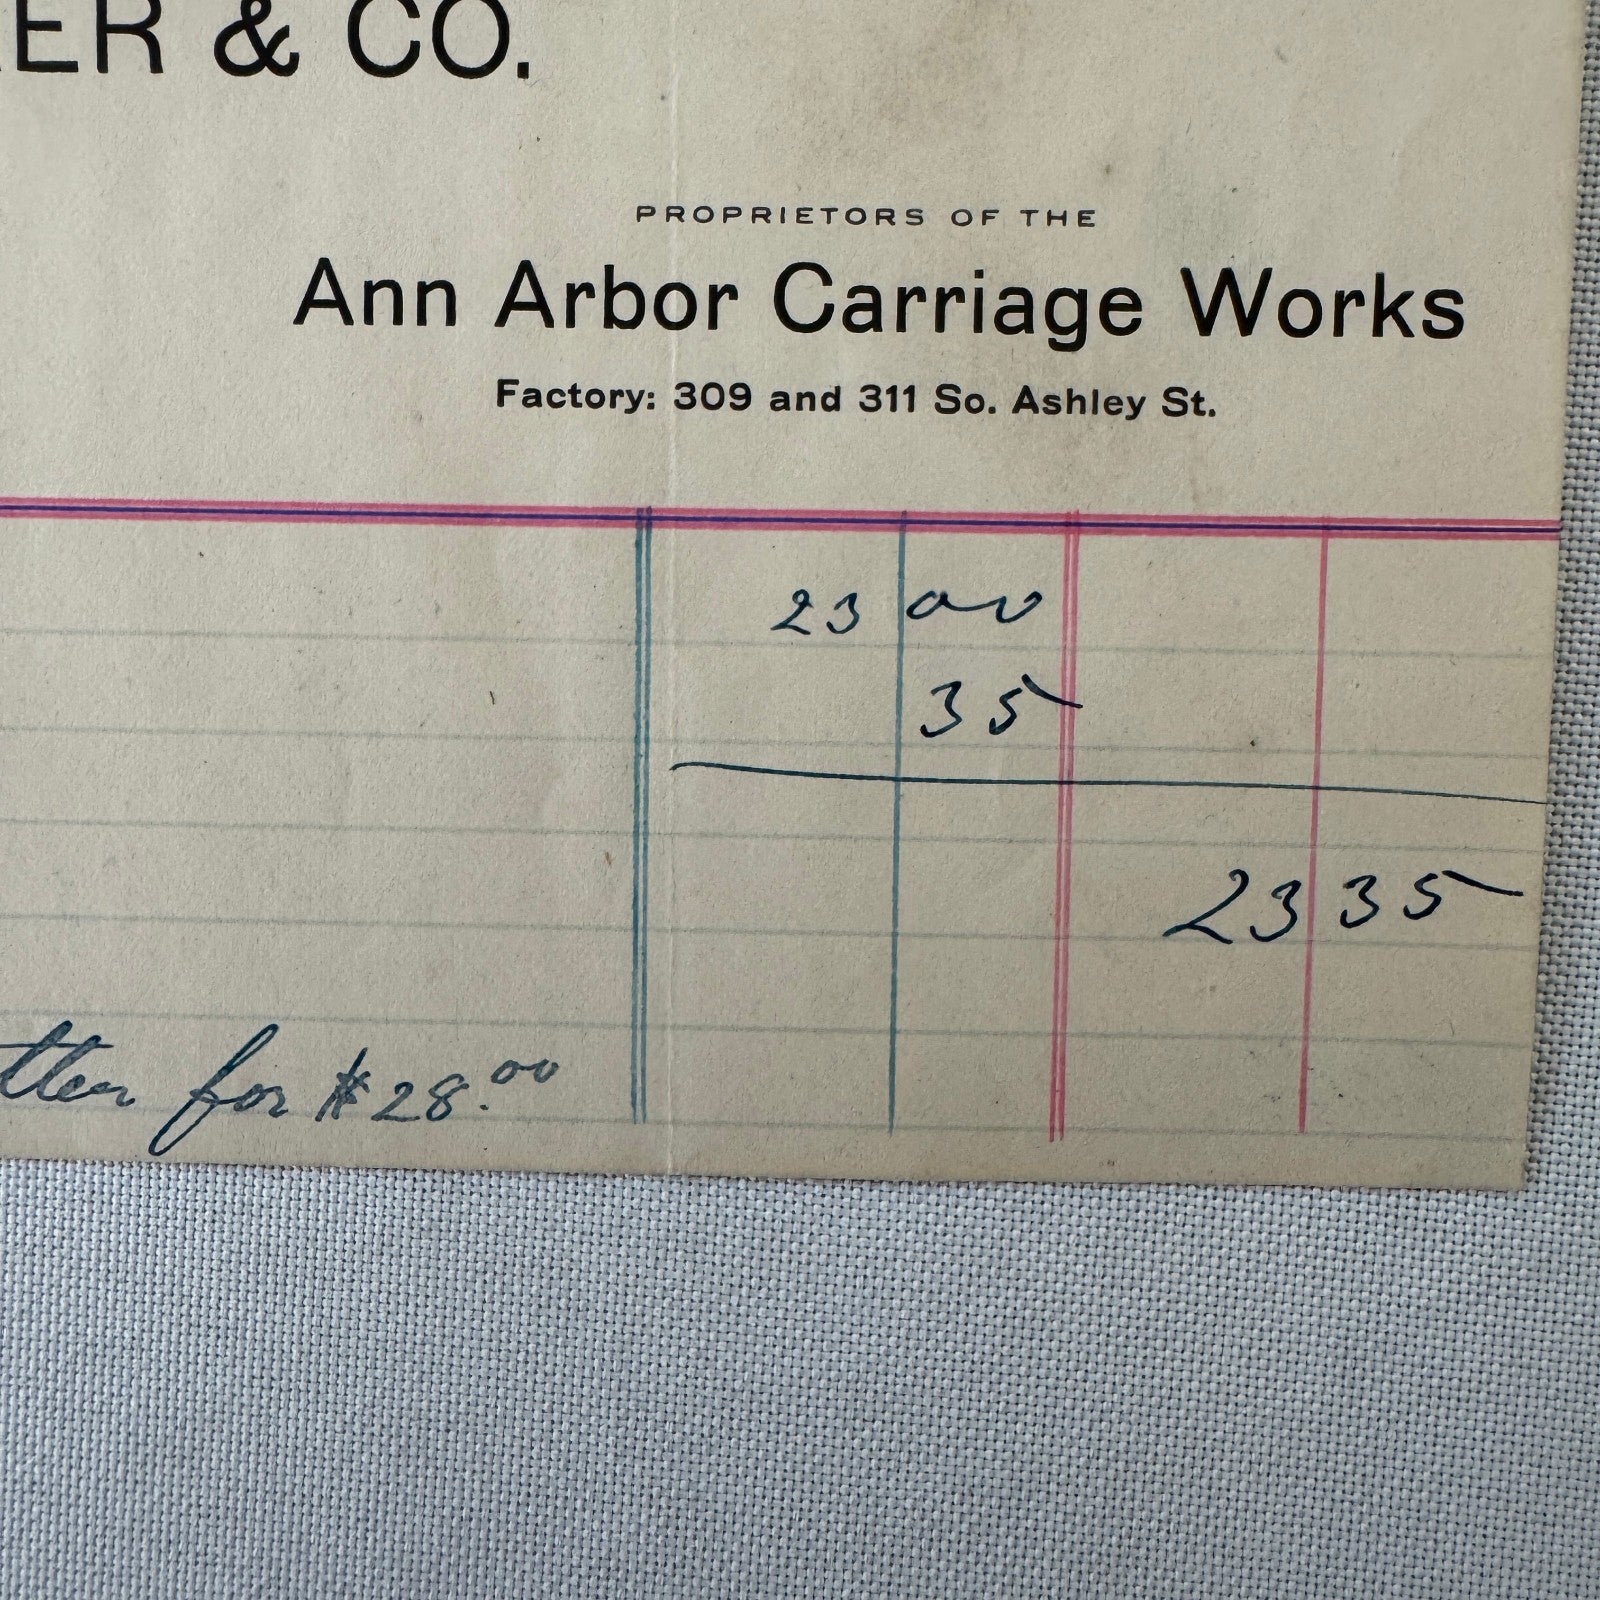 ER & CO.
PROPRIETORS OF THE
Ann Arbor Carriage Works
Factory: 309 and 311 So. Ashley St.
23 00
35
23 35
tter for $28.00